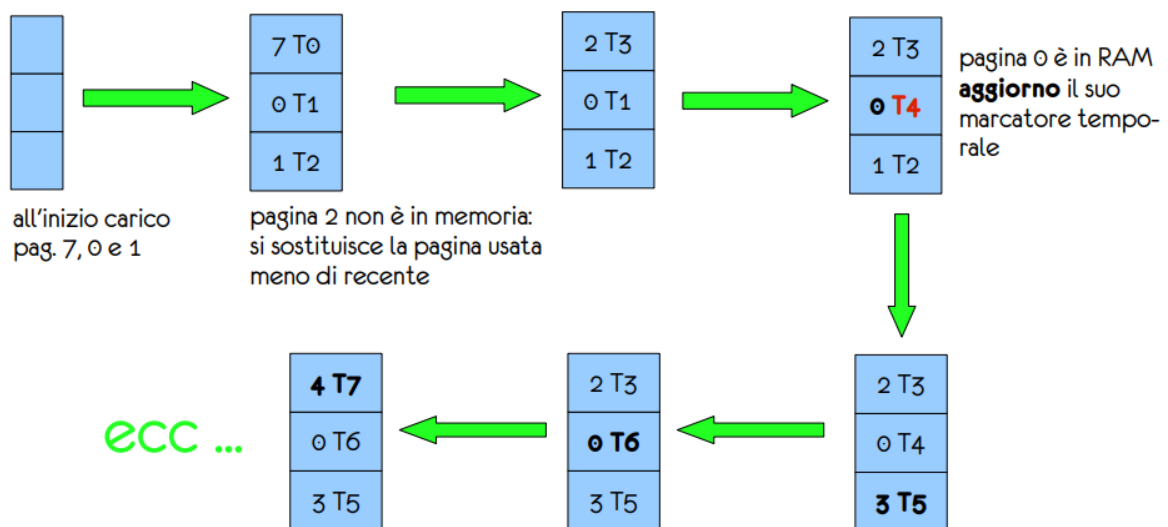 7 T0
0 T1
1 T2
2 T3
0 T1
1 T2
2 T3
0 T4
1 T2
pagina 0 è in RAM
aggiorno il suo
marcatore tempo-
rale
all'inizio carico
pag. 7, 0 e 1
pagina 2 non è in memoria:
si sostituisce la pagina usata
meno di recente
2 T3
0 T4
3 T5
2 T3
0 T6
3 T5
4 T7
0 T6
3 T5
ecc ...